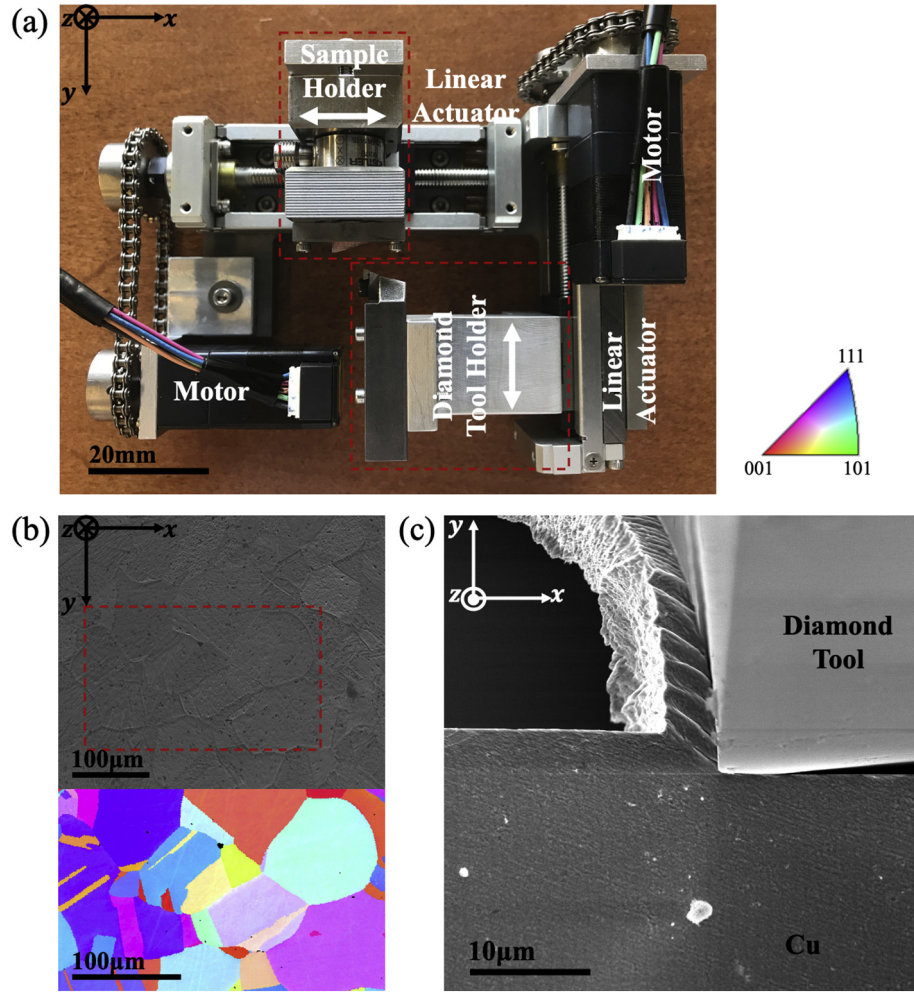 (a)
z x
y
Sample
Holder
Linear
Actuator
Motor
Diamond
Tool Holder
Linear
Actuator
Motor
20mm
111
001 101
(b)
z x
y
100μm
100μm
(c)
y
z x
Diamond
Tool
Cu
10μm